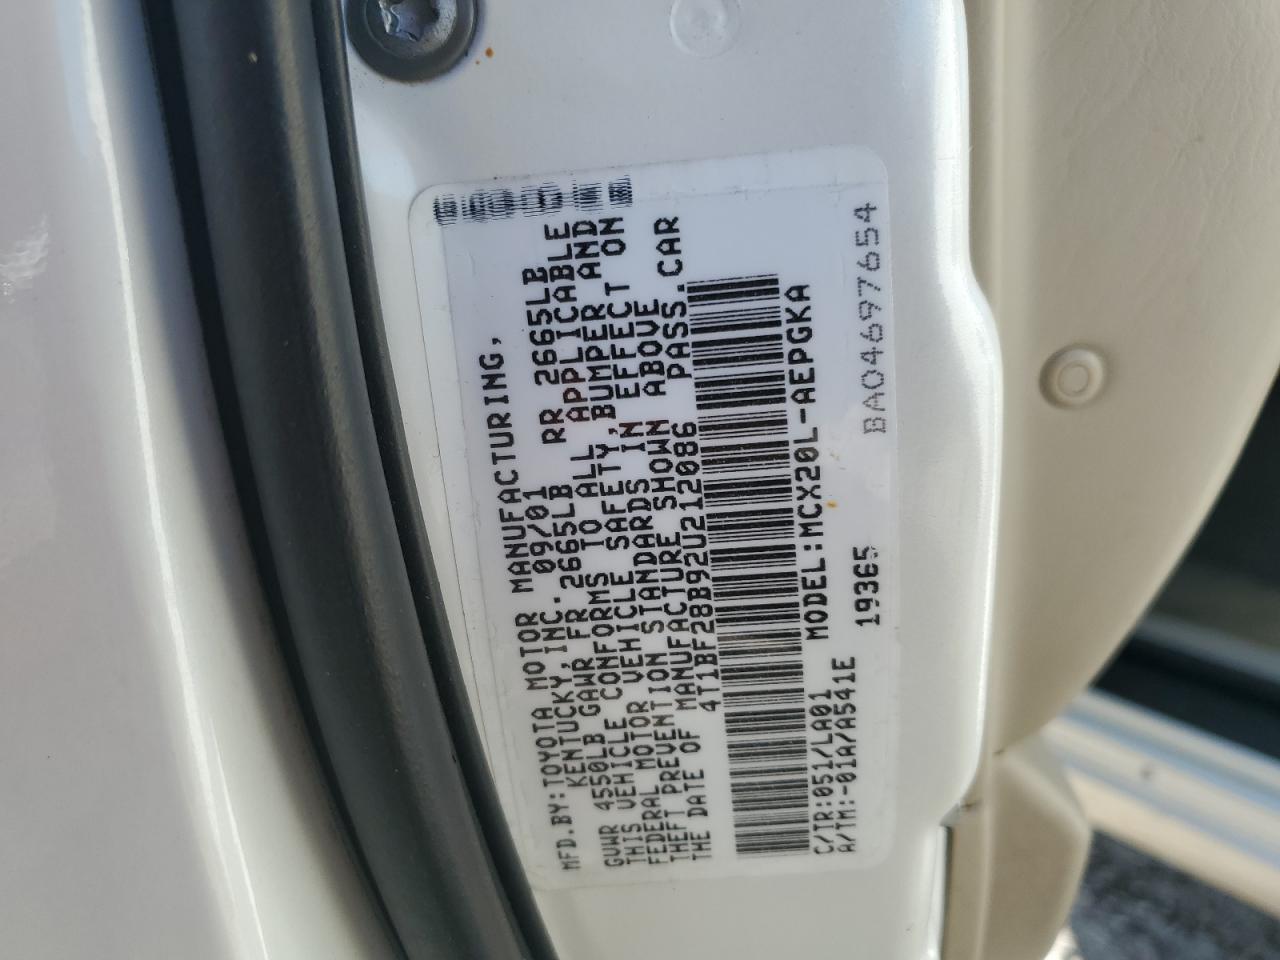 MFD.BY:TOYOTA MOTOR MANUFACTURING,
KENTUCKY,INC. 09/01
GVWR 4550LB GAWR FR 2665LB RR 2665LB
THIS VEHICLE CONFORMS TO ALL APPLICABLE
FEDERAL MOTOR VEHICLE SAFETY,BUMPER AND
THEFT PREVENTION STANDARDS IN EFFECT ON
THE DATE OF MANUFACTURE SHOWN ABOVE
4T1BF28B92U212086 PASS.CAR
MODEL:MCX20L-AEPGKA
C/TR:051/LA01
A/TM:-01A/A541E 19365 BA04697654